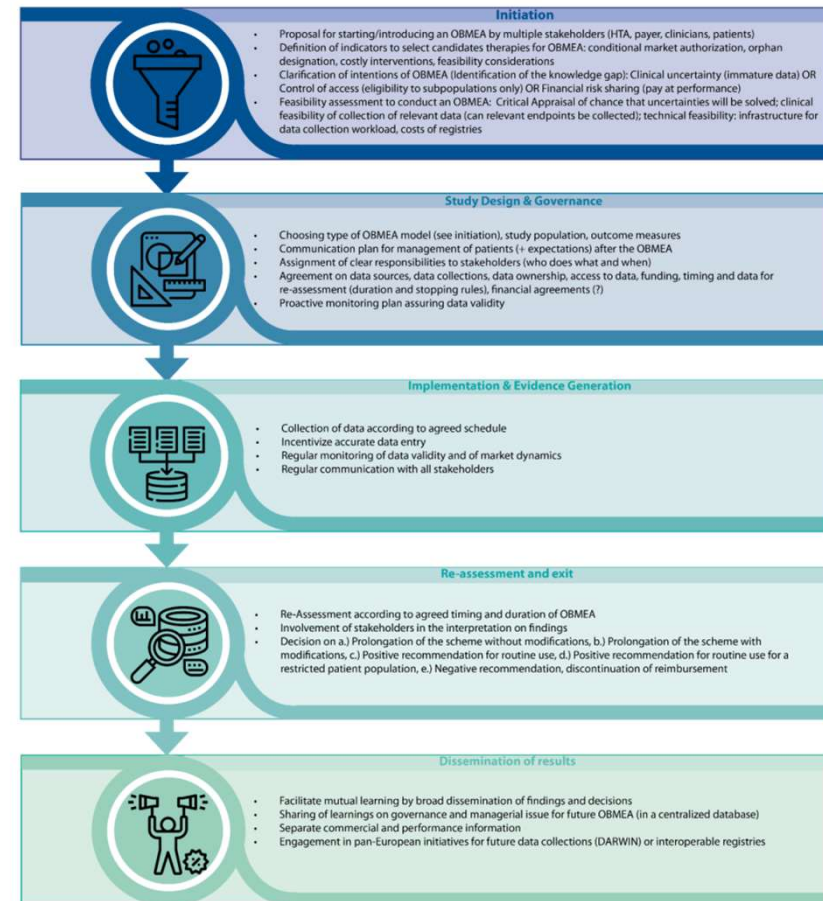 Initiation
• Proposal for starting/introducing an OBMEA by multiple stakeholders (HTA, payer, clinicians, patients)
• Definition of indicators to select candidates therapies for OBMEA: conditional market authorization, orphan
designation, costly interventions, feasibility considerations
• Clarification of intentions of OBMEA (Identification of the knowledge gap): Clinical uncertainty (immature data) OR
Control of access (eligibility to subpopulations only) OR Financial risk sharing (pay at performance)
• Feasibility assessment to conduct an OBMEA: Critical Appraisal of chance that uncertainties will be solved; clinical
feasibility of collection of relevant data (can relevant endpoints be collected); technical feasibility: infrastructure for
data collection workload, costs of registries
Study Design & Governance
• Choosing type of OBMEA model (see initiation), study population, outcome measures
• Communication plan for management of patients (+ expectations) after the OBMEA
• Assignment of clear responsibilities to stakeholders (who does what and when)
• Agreement on data sources, data collections, data ownership, access to data, funding, timing and data for
re-assessment (duration and stopping rules), financial agreements (?)
• Proactive monitoring plan assuring data validity
Implementation & Evidence Generation
• Collection of data according to agreed schedule
• Incentivize accurate data entry
• Regular monitoring of data validity and of market dynamics
• Regular communication with all stakeholders
Re-assessment and exit
• Re-Assessment according to agreed timing and duration of OBMEA
• Involvement of stakeholders in the interpretation on findings
• Decision on a.) Prolongation of the scheme without modifications, b.) Prolongation of the scheme with
modifications, c.) Positive recommendation for routine use, d.) Positive recommendation for routine use for a
restricted patient population, e.) Negative recommendation, discontinuation of reimbursement
Dissemination of results
• Facilitate mutual learning by broad dissemination of findings and decisions
• Sharing of learnings on governance and managerial issue for future OBMEA (in a centralized database)
• Separate commercial and performance information
• Engagement in pan-European initiatives for future data collections (DARWIN) or interoperable registries